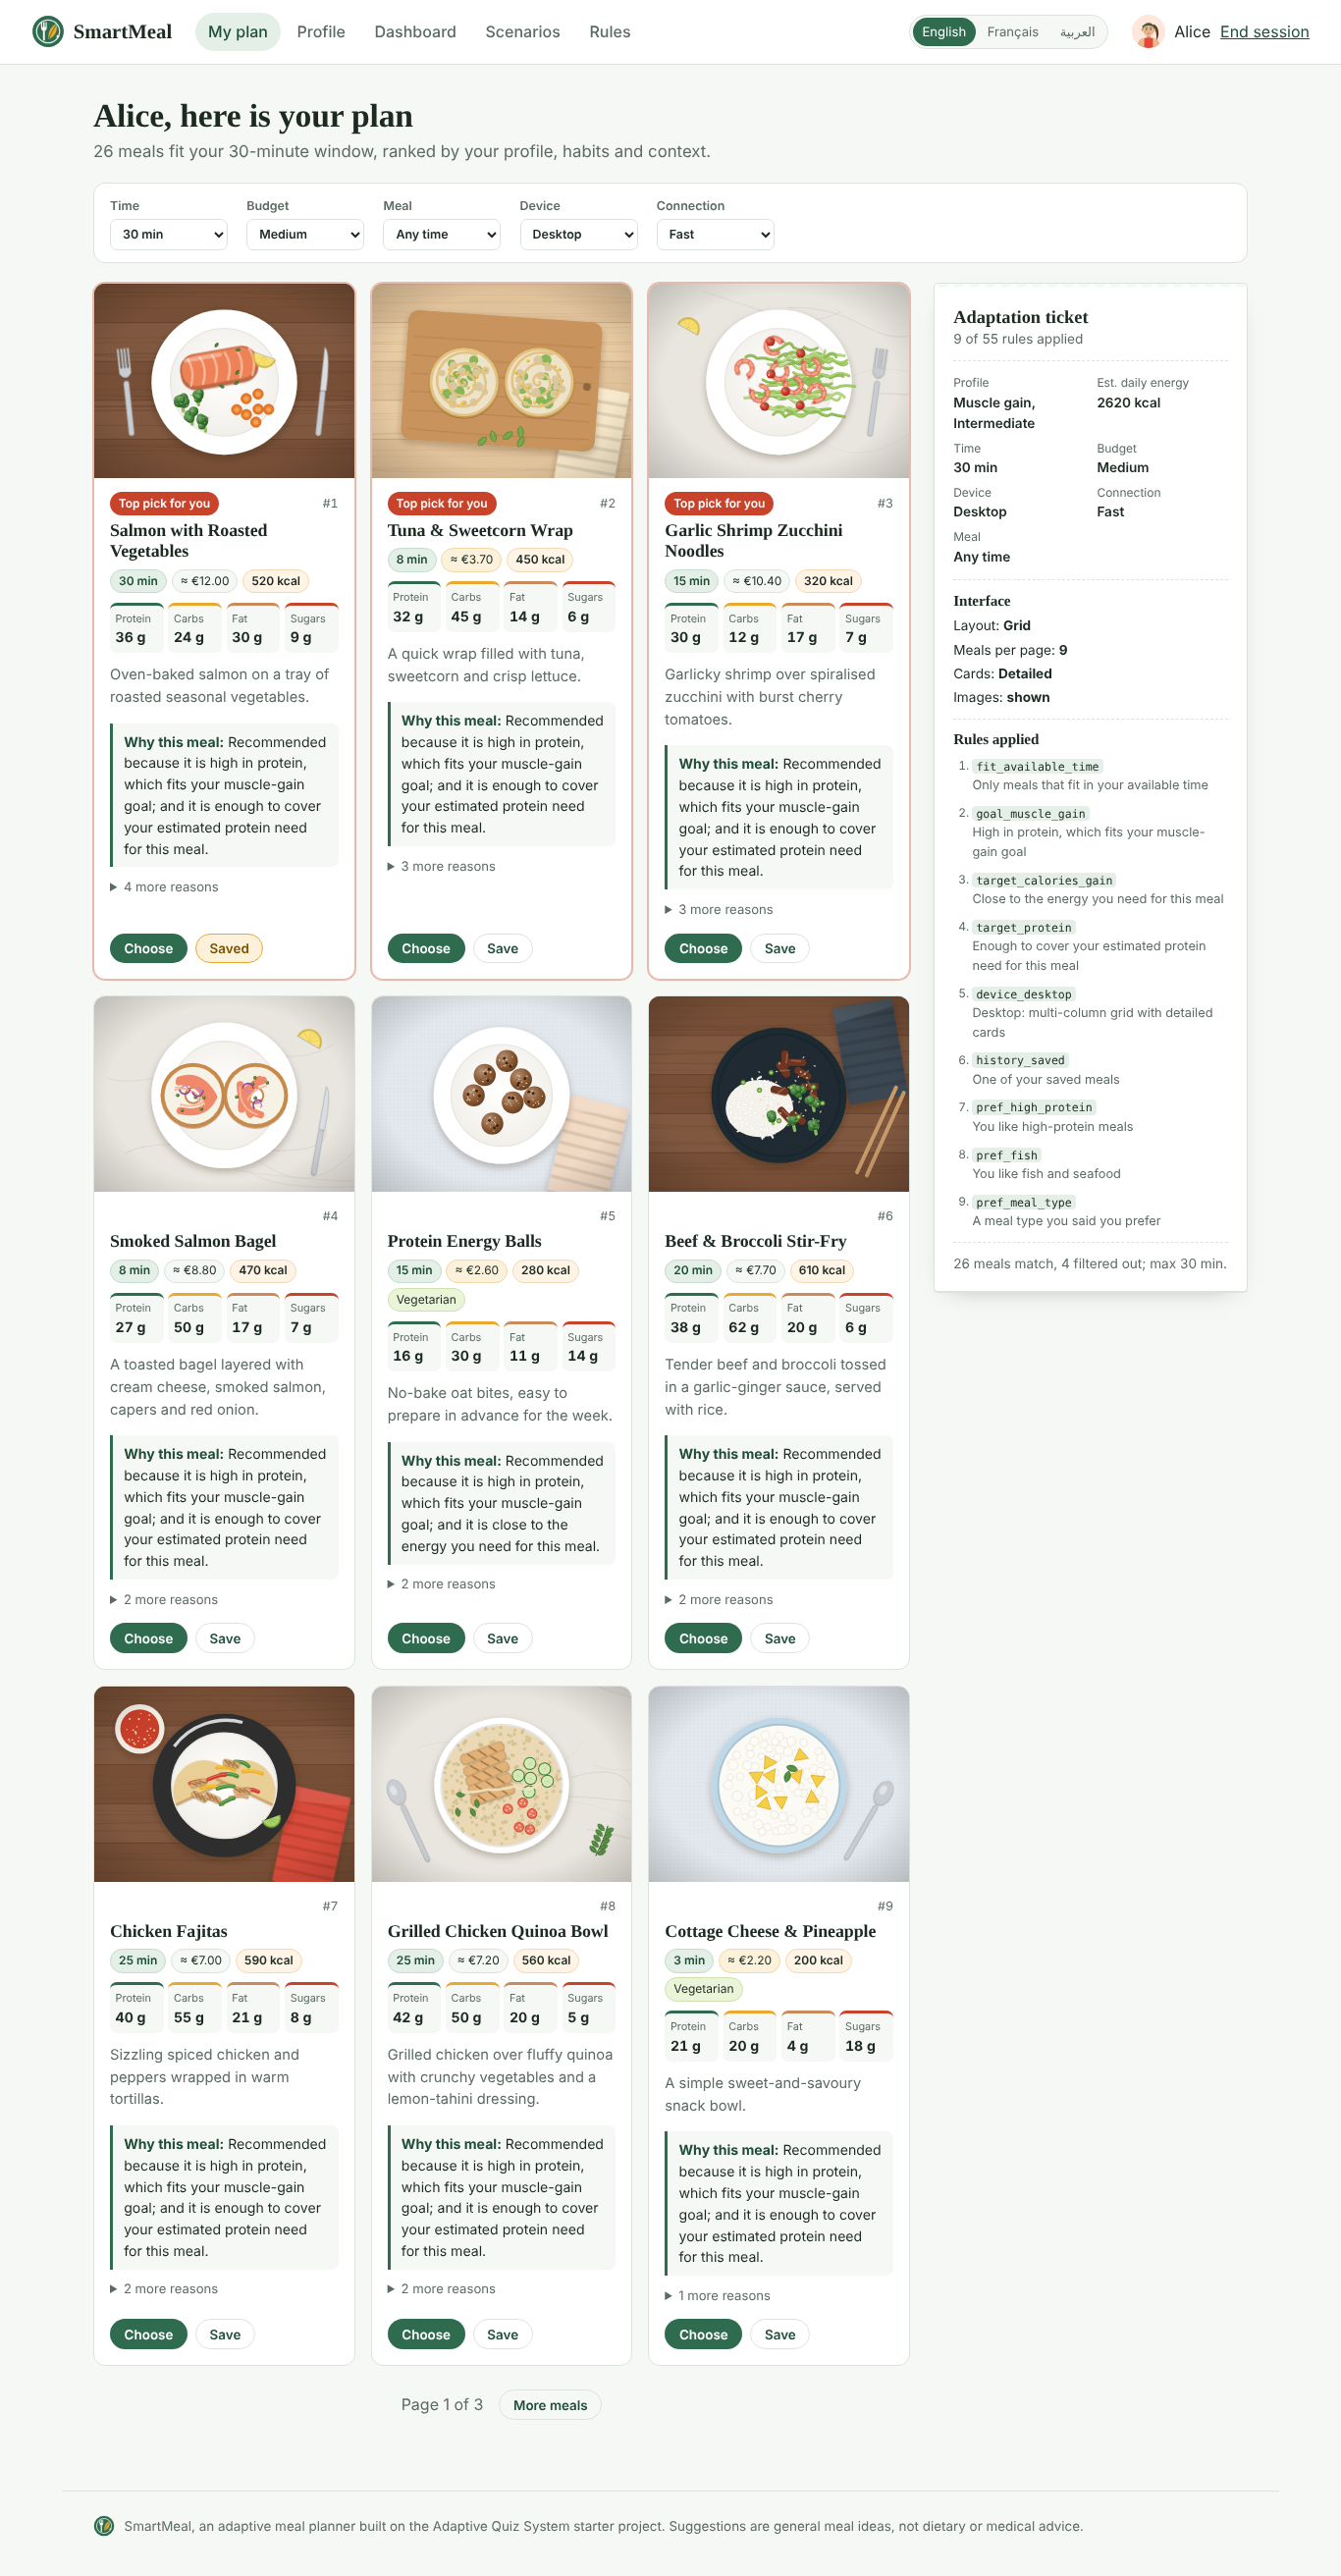 SmartMeal
My plan
Profile
Dashboard
Scenarios
Rules
English
Français
العربية
Alice
End session
Alice, here is your plan
26 meals fit your 30-minute window, ranked by your profile, habits and context.
Time
Budget
Meal
Device
Connection
30 min
Medium
Any time
Desktop
Fast
Top pick for you
#1
Salmon with Roasted
Vegetables
30 min
≈ €12.00
520 kcal
Protein
Carbs
Fat
Sugars
36 g
24 g
30 g
9 g
Oven-baked salmon on a tray of
roasted seasonal vegetables.
Why this meal: Recommended
because it is high in protein,
which fits your muscle-gain
goal; and it is enough to cover
your estimated protein need
for this meal.
4 more reasons
Choose
Saved
Top pick for you
#2
Tuna & Sweetcorn Wrap
8 min
≈ €3.70
450 kcal
Protein
Carbs
Fat
Sugars
32 g
45 g
14 g
6 g
A quick wrap filled with tuna,
sweetcorn and crisp lettuce.
Why this meal: Recommended
because it is high in protein,
which fits your muscle-gain
goal; and it is enough to cover
your estimated protein need
for this meal.
3 more reasons
Choose
Save
Top pick for you
#3
Garlic Shrimp Zucchini
Noodles
15 min
≈ €10.40
320 kcal
Protein
Carbs
Fat
Sugars
30 g
12 g
17 g
7 g
Garlicky shrimp over spiralised
zucchini with burst cherry
tomatoes.
Why this meal: Recommended
because it is high in protein,
which fits your muscle-gain
goal; and it is enough to cover
your estimated protein need
for this meal.
3 more reasons
Choose
Save
#4
Smoked Salmon Bagel
8 min
≈ €8.80
470 kcal
Protein
Carbs
Fat
Sugars
27 g
50 g
17 g
7 g
A toasted bagel layered with
cream cheese, smoked salmon,
capers and red onion.
Why this meal: Recommended
because it is high in protein,
which fits your muscle-gain
goal; and it is enough to cover
your estimated protein need
for this meal.
2 more reasons
Choose
Save
#5
Protein Energy Balls
15 min
≈ €2.60
280 kcal
Vegetarian
Protein
Carbs
Fat
Sugars
16 g
30 g
11 g
14 g
No-bake oat bites, easy to
prepare in advance for the week.
Why this meal: Recommended
because it is high in protein,
which fits your muscle-gain
goal; and it is close to the
energy you need for this meal.
2 more reasons
Choose
Save
#6
Beef & Broccoli Stir-Fry
20 min
≈ €7.70
610 kcal
Protein
Carbs
Fat
Sugars
38 g
62 g
20 g
6 g
Tender beef and broccoli tossed
in a garlic-ginger sauce, served
with rice.
Why this meal: Recommended
because it is high in protein,
which fits your muscle-gain
goal; and it is enough to cover
your estimated protein need
for this meal.
2 more reasons
Choose
Save
#7
Chicken Fajitas
25 min
≈ €7.00
590 kcal
Protein
Carbs
Fat
Sugars
40 g
55 g
21 g
8 g
Sizzling spiced chicken and
peppers wrapped in warm
tortillas.
Why this meal: Recommended
because it is high in protein,
which fits your muscle-gain
goal; and it is enough to cover
your estimated protein need
for this meal.
2 more reasons
Choose
Save
#8
Grilled Chicken Quinoa Bowl
25 min
≈ €7.20
560 kcal
Protein
Carbs
Fat
Sugars
42 g
50 g
20 g
5 g
Grilled chicken over fluffy quinoa
with crunchy vegetables and a
lemon-tahini dressing.
Why this meal: Recommended
because it is high in protein,
which fits your muscle-gain
goal; and it is enough to cover
your estimated protein need
for this meal.
2 more reasons
Choose
Save
#9
Cottage Cheese & Pineapple
3 min
≈ €2.20
200 kcal
Vegetarian
Protein
Carbs
Fat
Sugars
21 g
20 g
4 g
18 g
A simple sweet-and-savoury
snack bowl.
Why this meal: Recommended
because it is high in protein,
which fits your muscle-gain
goal; and it is enough to cover
your estimated protein need
for this meal.
1 more reasons
Choose
Save
Page 1 of 3
More meals
Adaptation ticket
9 of 55 rules applied
Profile
Muscle gain,
Intermediate
Est. daily energy
2620 kcal
Time
30 min
Budget
Medium
Device
Desktop
Connection
Fast
Meal
Any time
Interface
Layout: Grid
Meals per page: 9
Cards: Detailed
Images: shown
Rules applied
1. fit_available_time
Only meals that fit in your available time
2. goal_muscle_gain
High in protein, which fits your muscle-
gain goal
3. target_calories_gain
Close to the energy you need for this meal
4. target_protein
Enough to cover your estimated protein
need for this meal
5. device_desktop
Desktop: multi-column grid with detailed
cards
6. history_saved
One of your saved meals
7. pref_high_protein
You like high-protein meals
8. pref_fish
You like fish and seafood
9. pref_meal_type
A meal type you said you prefer
26 meals match, 4 filtered out; max 30 min.
SmartMeal, an adaptive meal planner built on the Adaptive Quiz System starter project. Suggestions are general meal ideas, not dietary or medical advice.